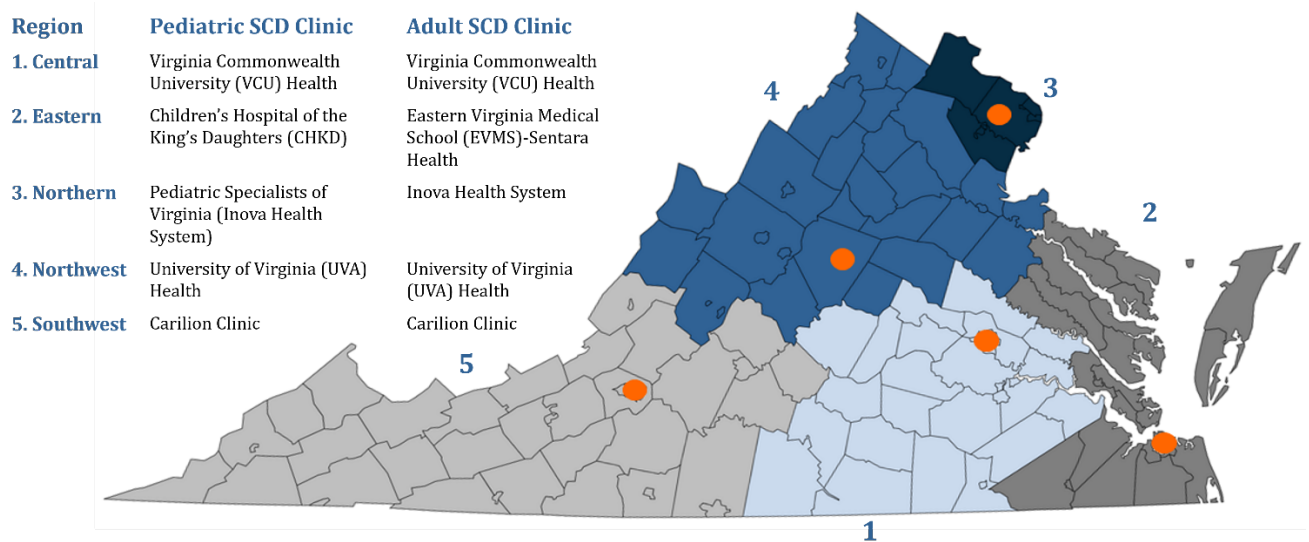 Region Pediatric SCD Clinic Adult SCD Clinic
1. Central Virginia Commonwealth Virginia Commonwealth
University (VCU) Health University (VCU) Health
2. Eastern Children’s Hospital of the Eastern Virginia Medical
King’s Daughters (CHKD) School (EVMS)-Sentara
Health
3. Northern Pediatric Specialists of Inova Health System
Virginia (Inova Health
System)
4. Northwest University of Virginia (UVA) University of Virginia
Health (UVA) Health
5. Southwest Carilion Clinic Carilion Clinic
4
3
2
5
1